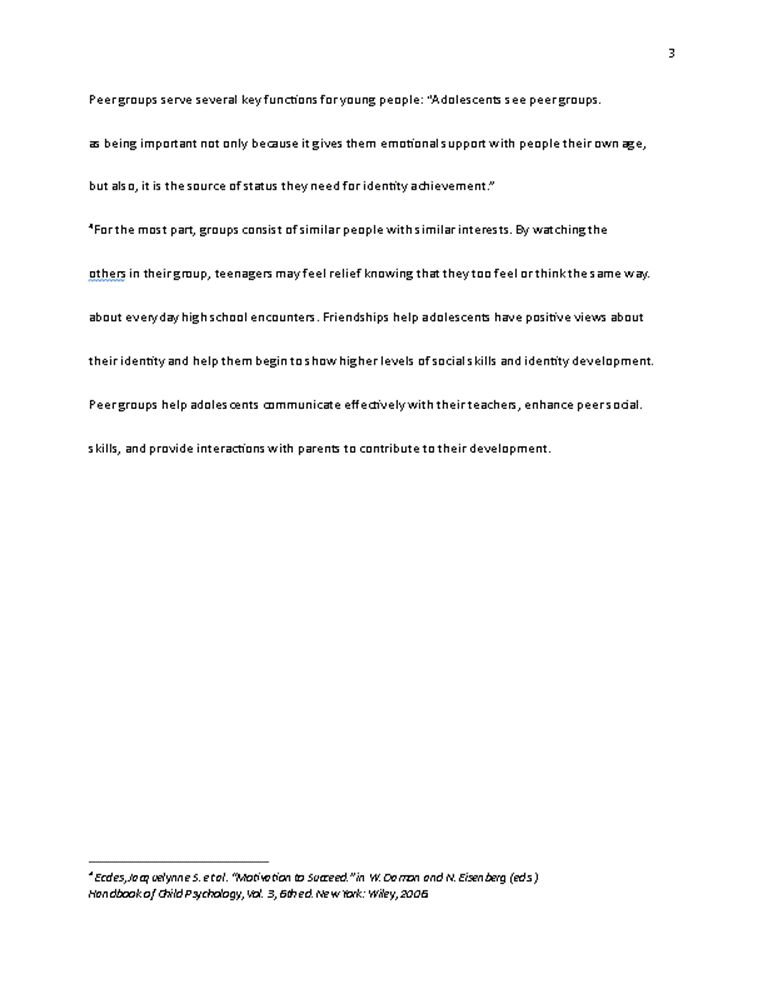 3
Peer groups serve several key functions for young people: “Adolescents see peer groups.
as being important not only because it gives them emotional support with people their own age,
but also, it is the source of status they need for identity achievement.”
⁴For the most part, groups consist of similar people with similar interests. By watching the
others in their group, teenagers may feel relief knowing that they too feel or think the same way.
about everyday high school encounters. Friendships help adolescents have positive views about
their identity and help them begin to show higher levels of social skills and identity development.
Peer groups help adolescents communicate effectively with their teachers, enhance peer social.
skills, and provide interactions with parents to contribute to their development.
⁴ Eccles, Jacquelynne S. et al. “Motivation to Succeed.” in W. Damon and N. Eisenberg (eds.)
Handbook of Child Psychology, Vol. 3, 6th ed. New York: Wiley, 2006